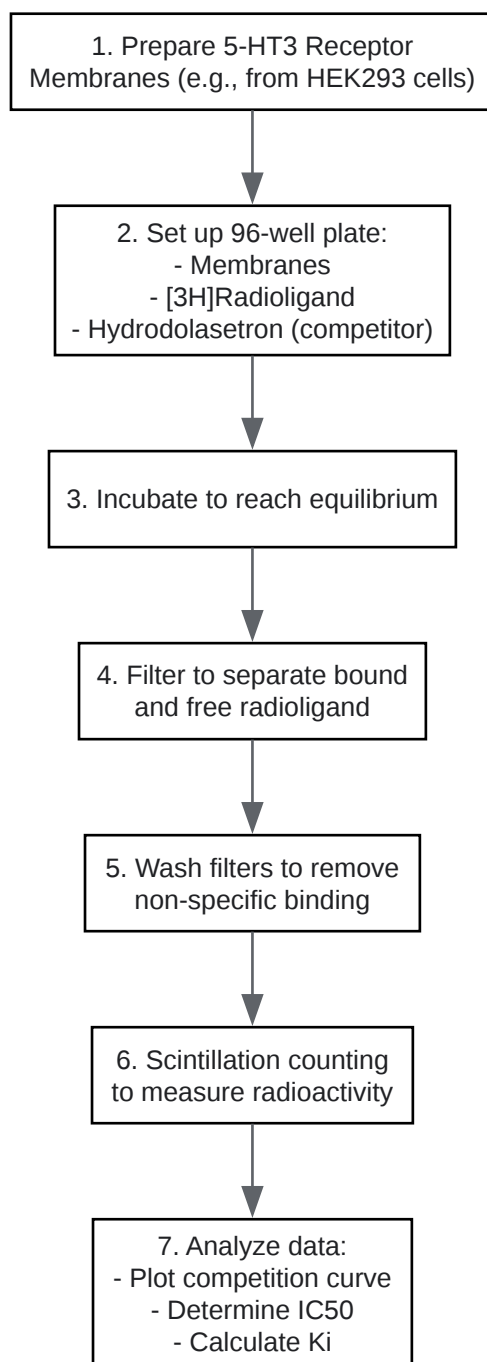 1. Prepare 5-HT3 Receptor
Membranes (e.g., from HEK293 cells)
2. Set up 96-well plate:
- Membranes
- [3H]Radioligand
- Hydrodolasetron (competitor)
3. Incubate to reach equilibrium
4. Filter to separate bound
and free radioligand
5. Wash filters to remove
non-specific binding
6. Scintillation counting
to measure radioactivity
7. Analyze data:
- Plot competition curve
- Determine IC50
- Calculate Ki